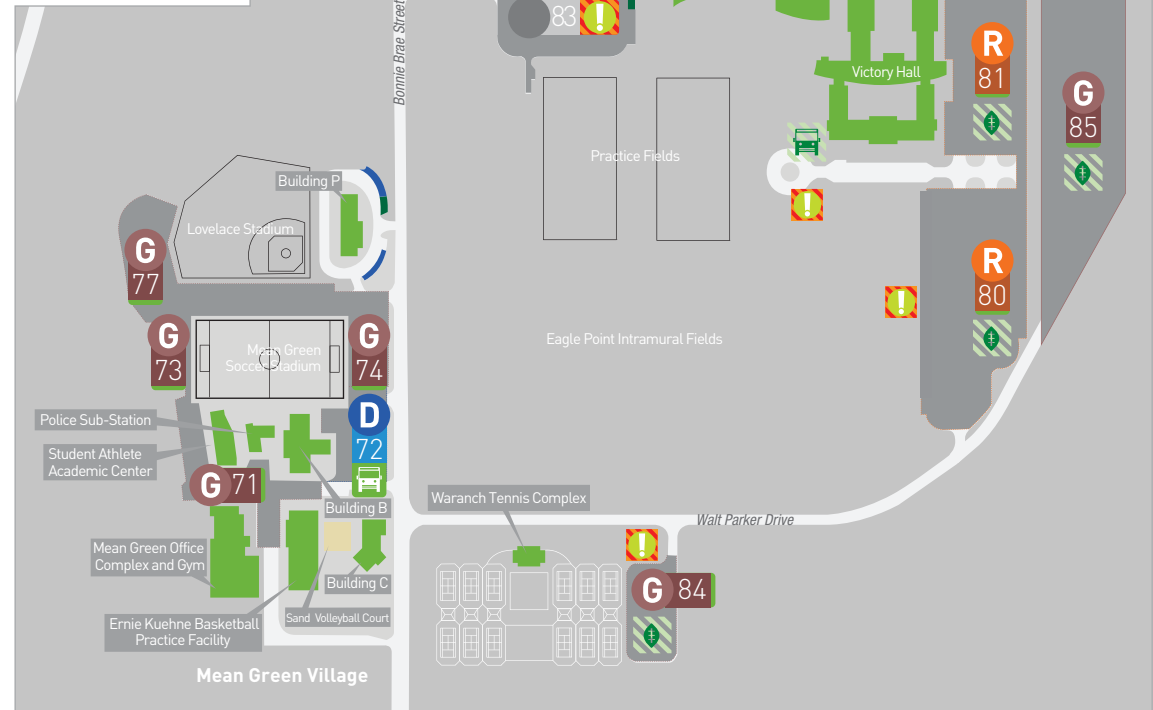 Bonnie Brae Street
83
!
R
81
G
85
Victory Hall
Practice Fields
!
Building P
Lovelace Stadium
G
77
R
80
!
G
73
Mean Green
Soccer Stadium
G
74
Eagle Point Intramural Fields
D
72
Police Sub-Station
Student Athlete
Academic Center
G 71
Building B
Waranch Tennis Complex
Walt Parker Drive
!
Mean Green Office
Complex and Gym
Building C
G 84
Sand Volleyball Court
Ernie Kuehne Basketball
Practice Facility
Mean Green Village